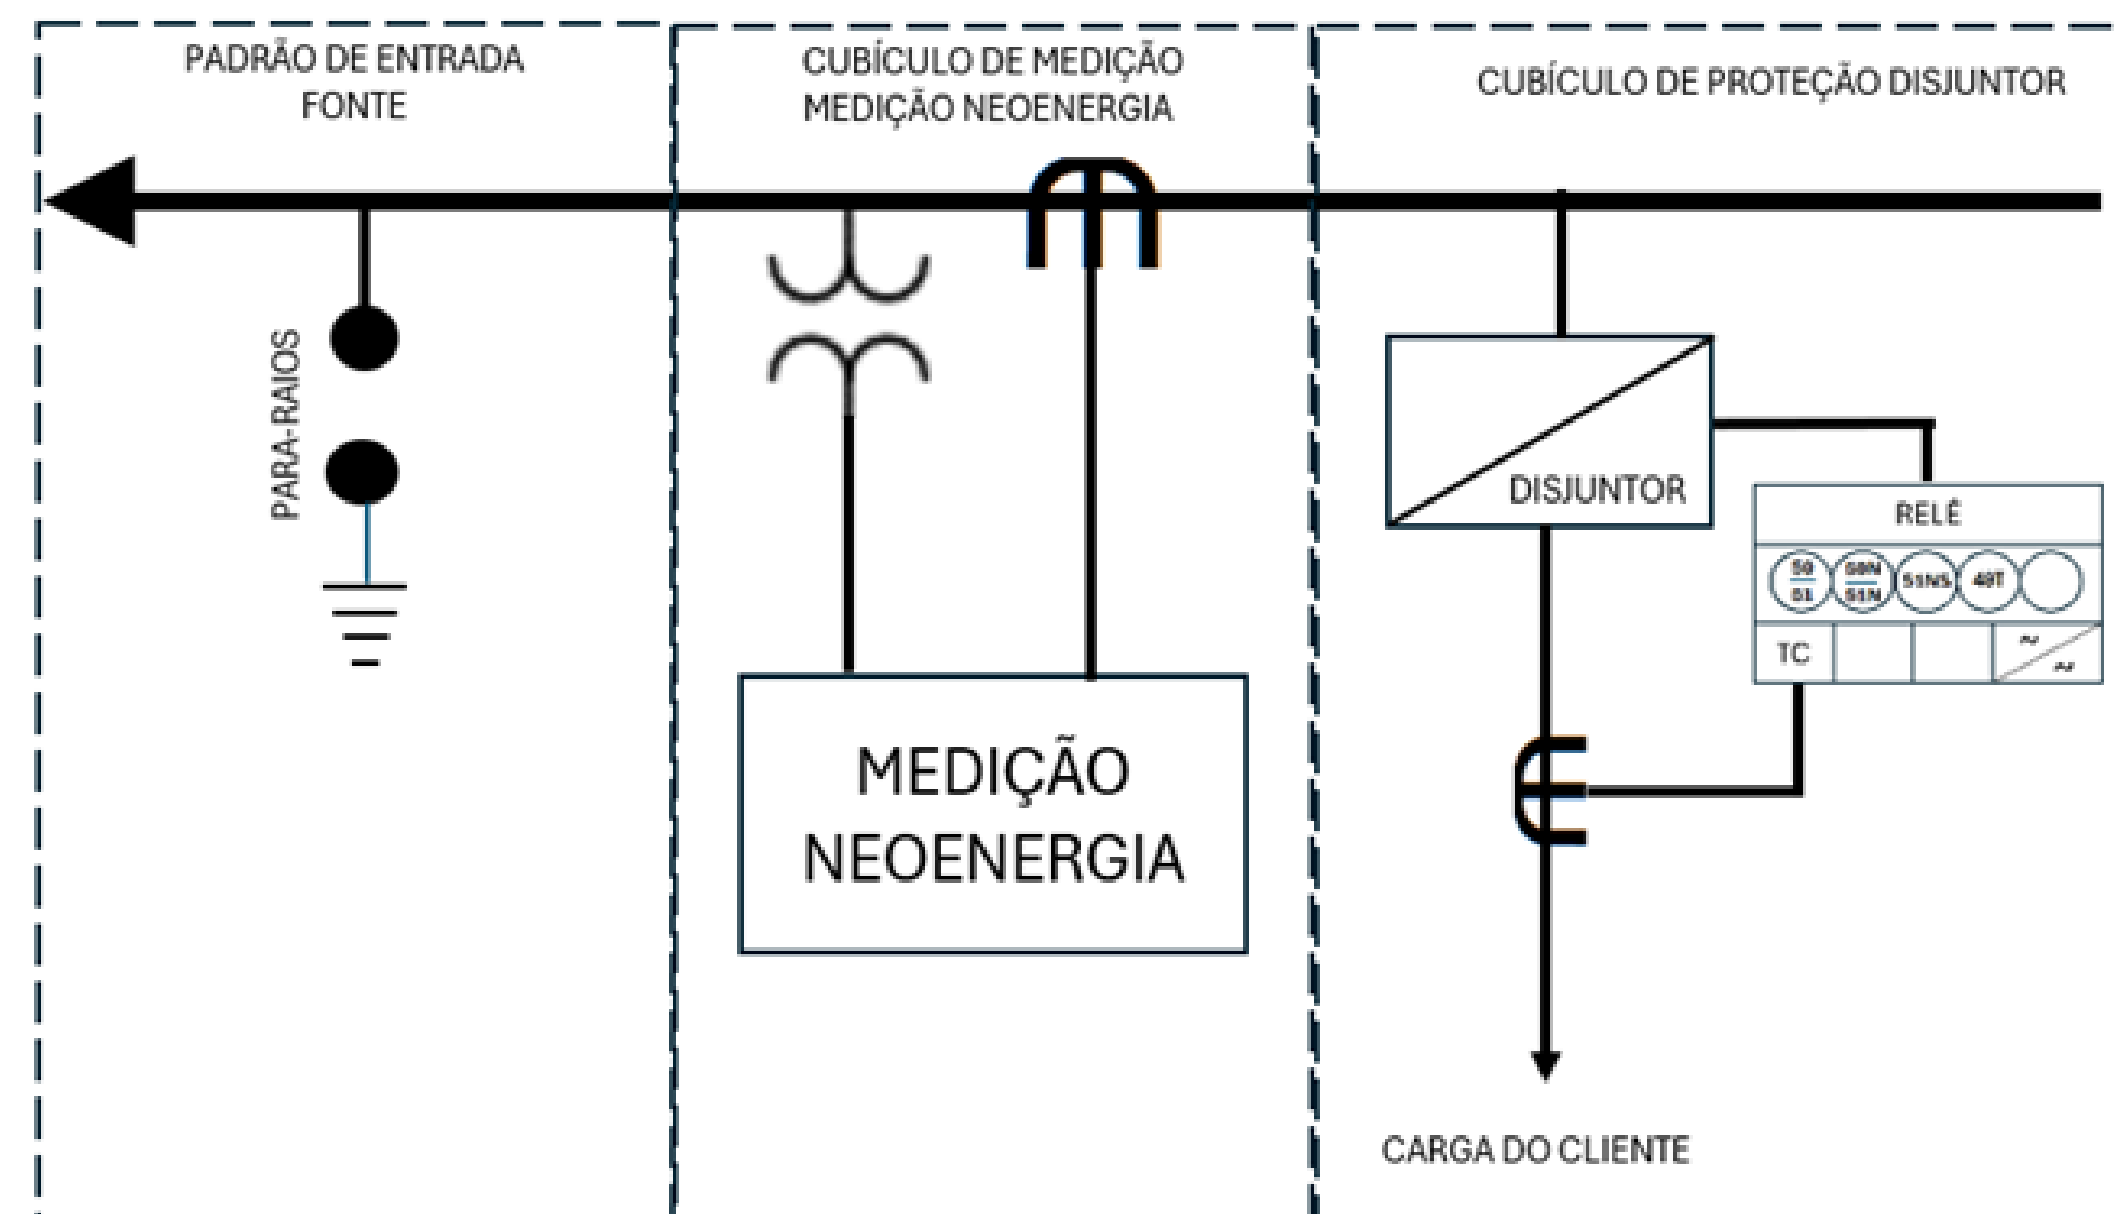 PADRÃO DE ENTRADA
FONTE
CUBÍCULO DE MEDIÇÃO
MEDIÇÃO NEOENERGIA
CUBÍCULO DE PROTEÇÃO DISJUNTOR
PARA-RAIOS
DISJUNTOR
RELÉ
50
51
50N
51N
51NS
TC
~
~
MEDIÇÃO
NEOENERGIA
CARGA DO CLIENTE